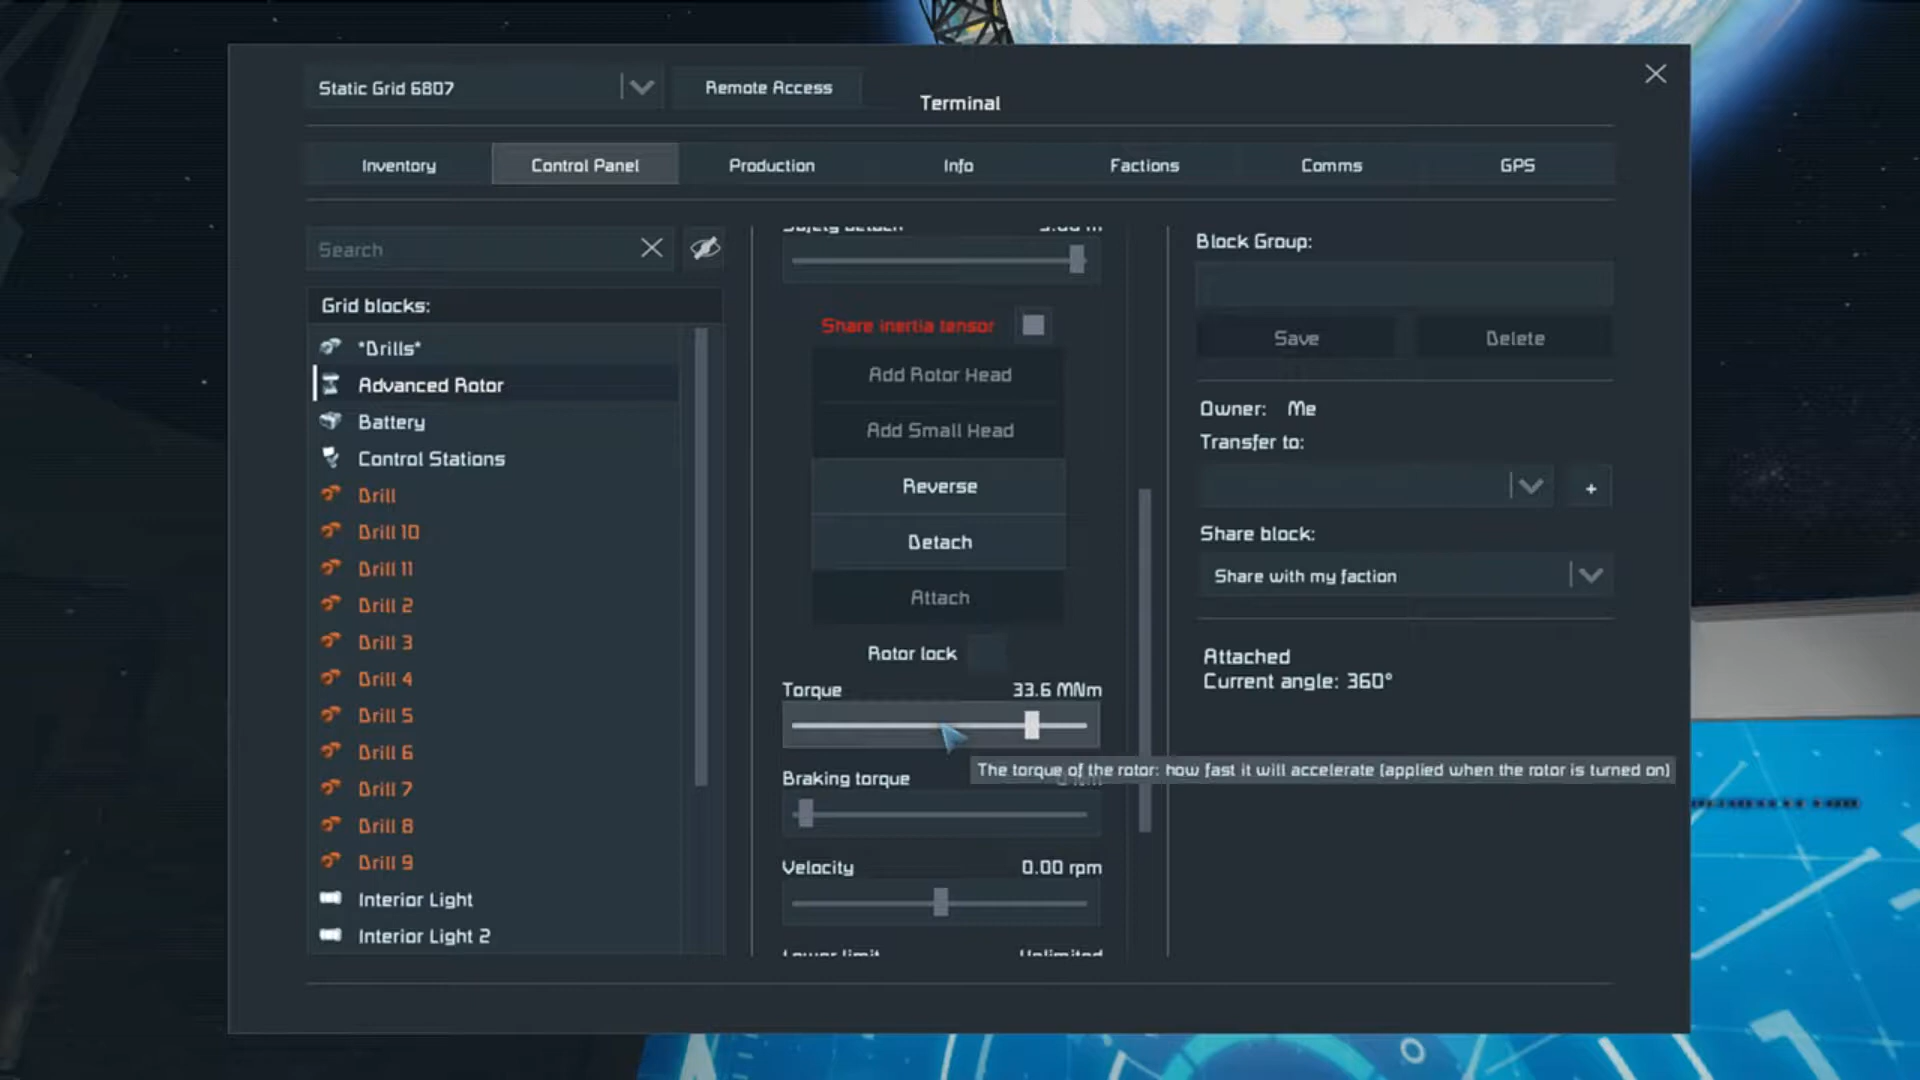 Static Grid 6807
Remote Access
Terminal
Inventory
Control Panel
Production
Info
Factions
Comms
GPS
Search
Grid blocks:
*Drills*
Advanced Rotor
Battery
Control Stations
Drill
Drill 10
Drill 11
Drill 2
Drill 3
Drill 4
Drill 5
Drill 6
Drill 7
Drill 8
Drill 9
Interior Light
Interior Light 2
Safety detach
Share inertia tensor
Add Rotor Head
Add Small Head
Reverse
Detach
Attach
Rotor lock
Torque 33.6 MNm
The torque of the rotor: how fast it will accelerate (applied when the rotor is turned on)
Braking torque
Velocity 0.00 rpm
Lower limit Unlimited
Block Group:
Save
Delete
Owner: Me
Transfer to:
+
Share block:
Share with my faction
Attached
Current angle: 360°